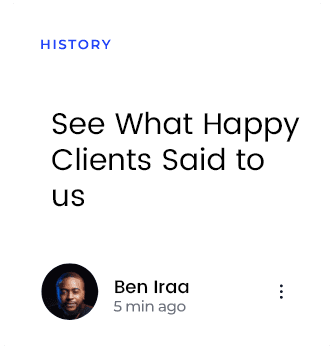 HISTORY
See What Happy
Clients Said to
us
Ben Iraa
5 min ago